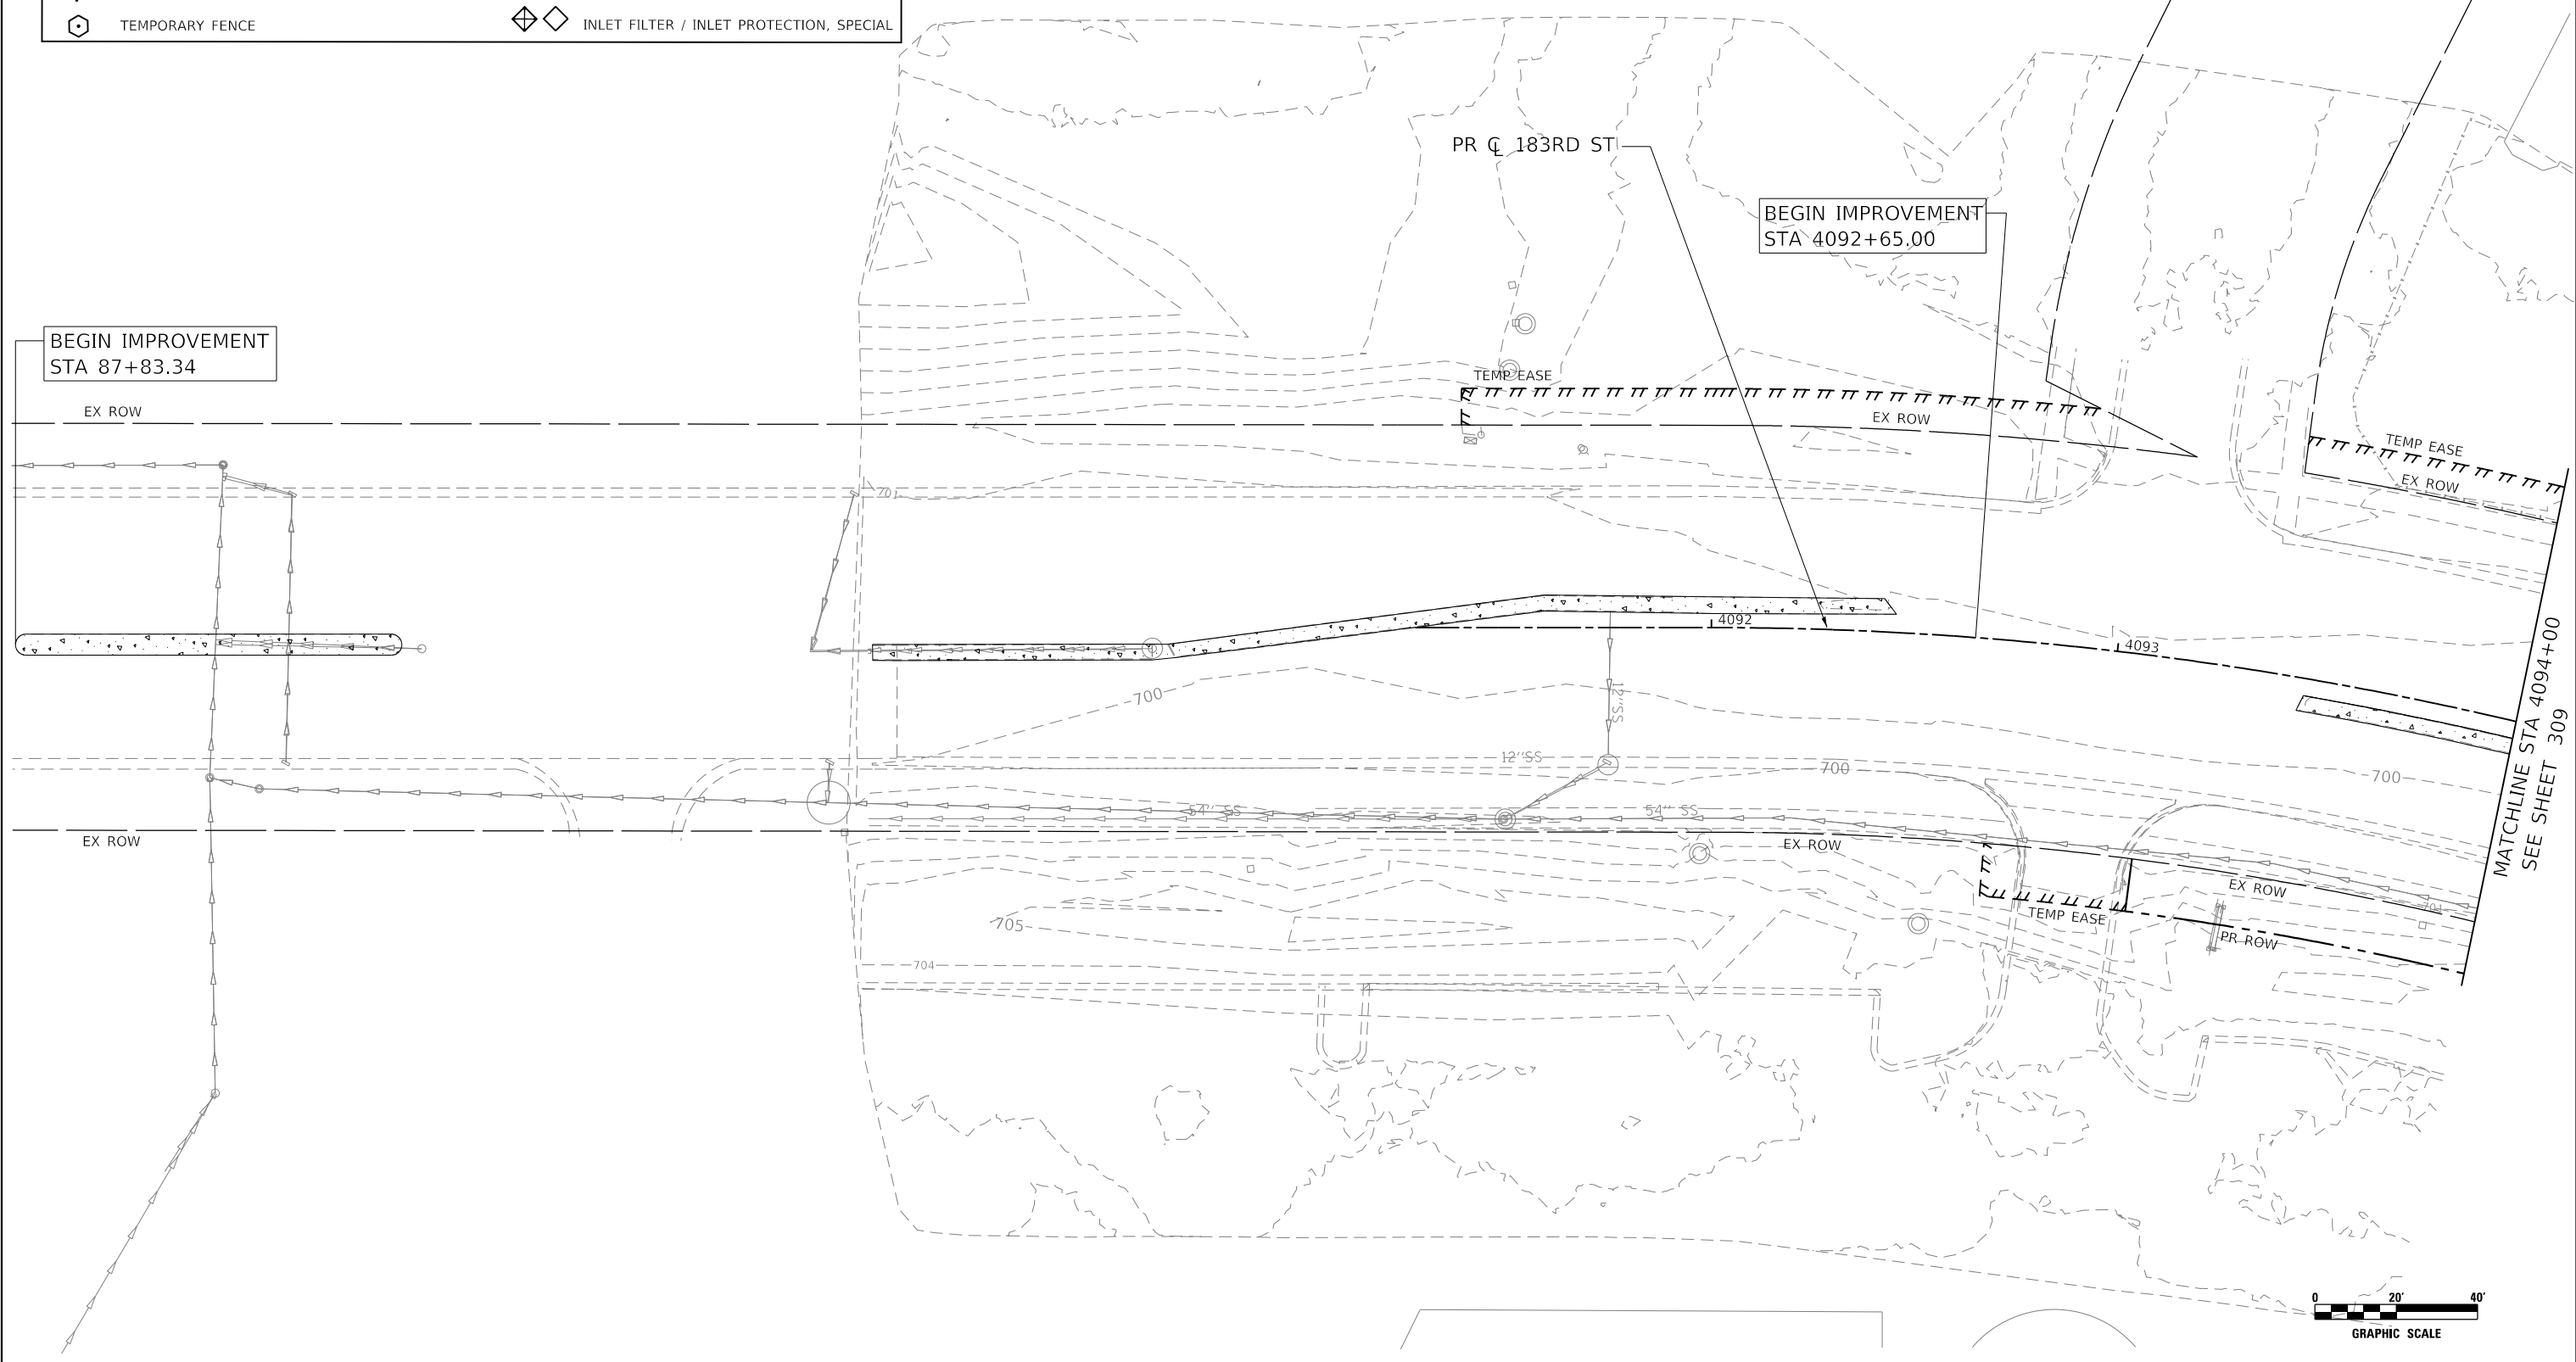 TEMPORARY FENCE
INLET FILTER / INLET PROTECTION, SPECIAL
PR ℄ 183RD ST
BEGIN IMPROVEMENT
STA 4092+65.00
BEGIN IMPROVEMENT
STA 87+83.34
TEMP EASE
EX ROW
EX ROW
TEMP EASE
EX ROW
701
4092
4093
700
12''SS
12''SS
700
700
54'' SS
54'' SS
EX ROW
EX ROW
EX ROW
TEMP EASE
PR ROW
701
705
704
MATCHLINE STA 4094+00
SEE SHEET 309
0 20' 40'
GRAPHIC SCALE